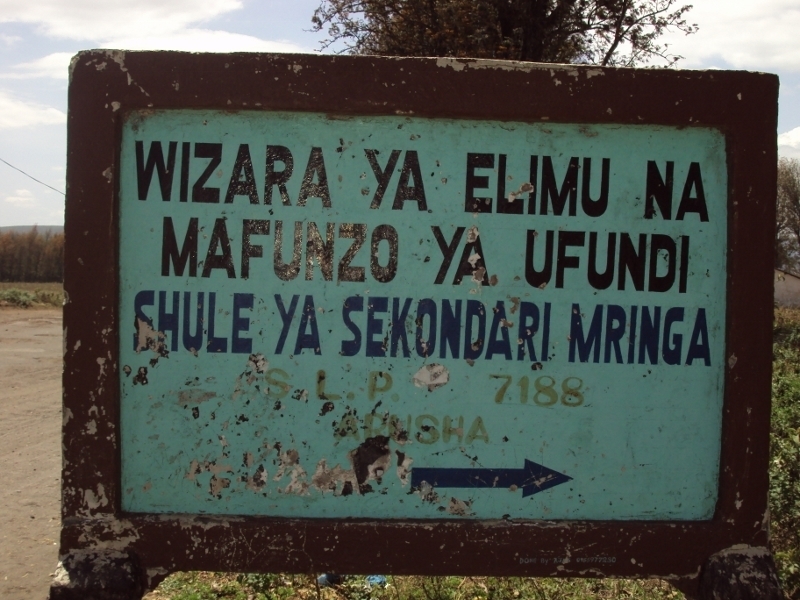 WIZARA YA ELIMU NA
MAFUNZO YA UFUNDI
SHULE YA SEKONDARI MRINGA
S. L. P. 7188
ARUSHA